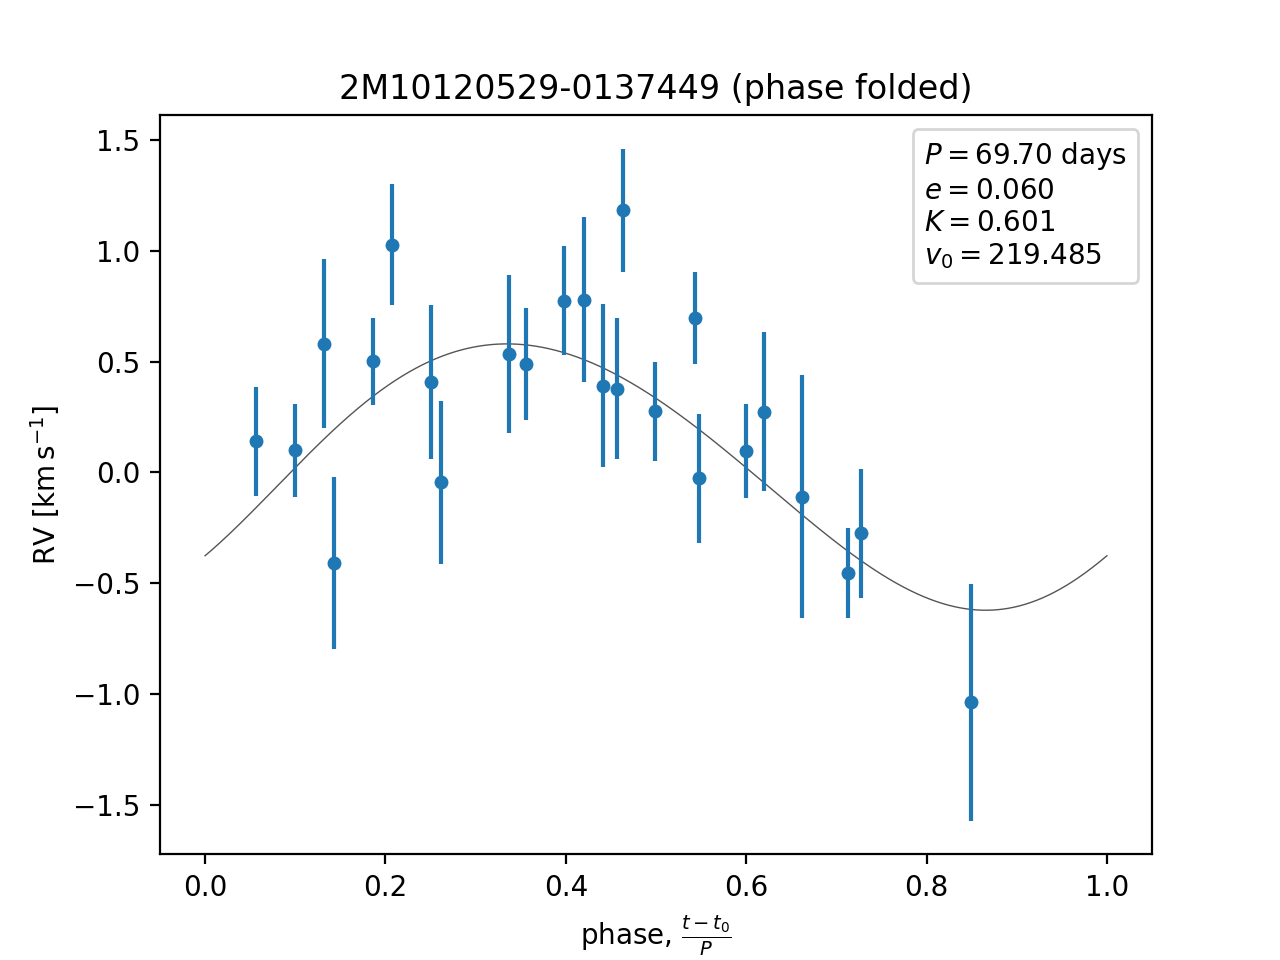 2M10120529-0137449 (phase folded)
P = 69.70 days
e = 0.060
K = 0.601
v₀ = 219.485
RV [km s⁻¹]
1.5
1.0
0.5
0.0
−0.5
−1.0
−1.5
0.0 0.2 0.4 0.6 0.8 1.0
phase, (t − t₀)/P